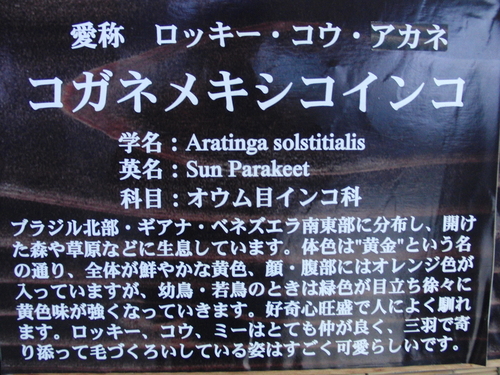 愛称　ロッキー・コウ・アカネ
コガネメキシコインコ
学名：Aratinga solstitialis
英名：Sun Parakeet
科目：オウム目インコ科
ブラジル北部・ギアナ・ベネズエラ南東部に分布し、開け
た森や草原などに生息しています。体色は"黄金"という名
の通り、全体が鮮やかな黄色、顔・腹部にはオレンジ色が
入っていますが、幼鳥・若鳥のときは緑色が目立ち徐々に
黄色味が強くなっていきます。好奇心旺盛で人によく馴れ
ます。ロッキー、コウ、ミーはとても仲が良く、三羽で寄
り添って毛づくろいしている姿はすごく可愛らしいです。